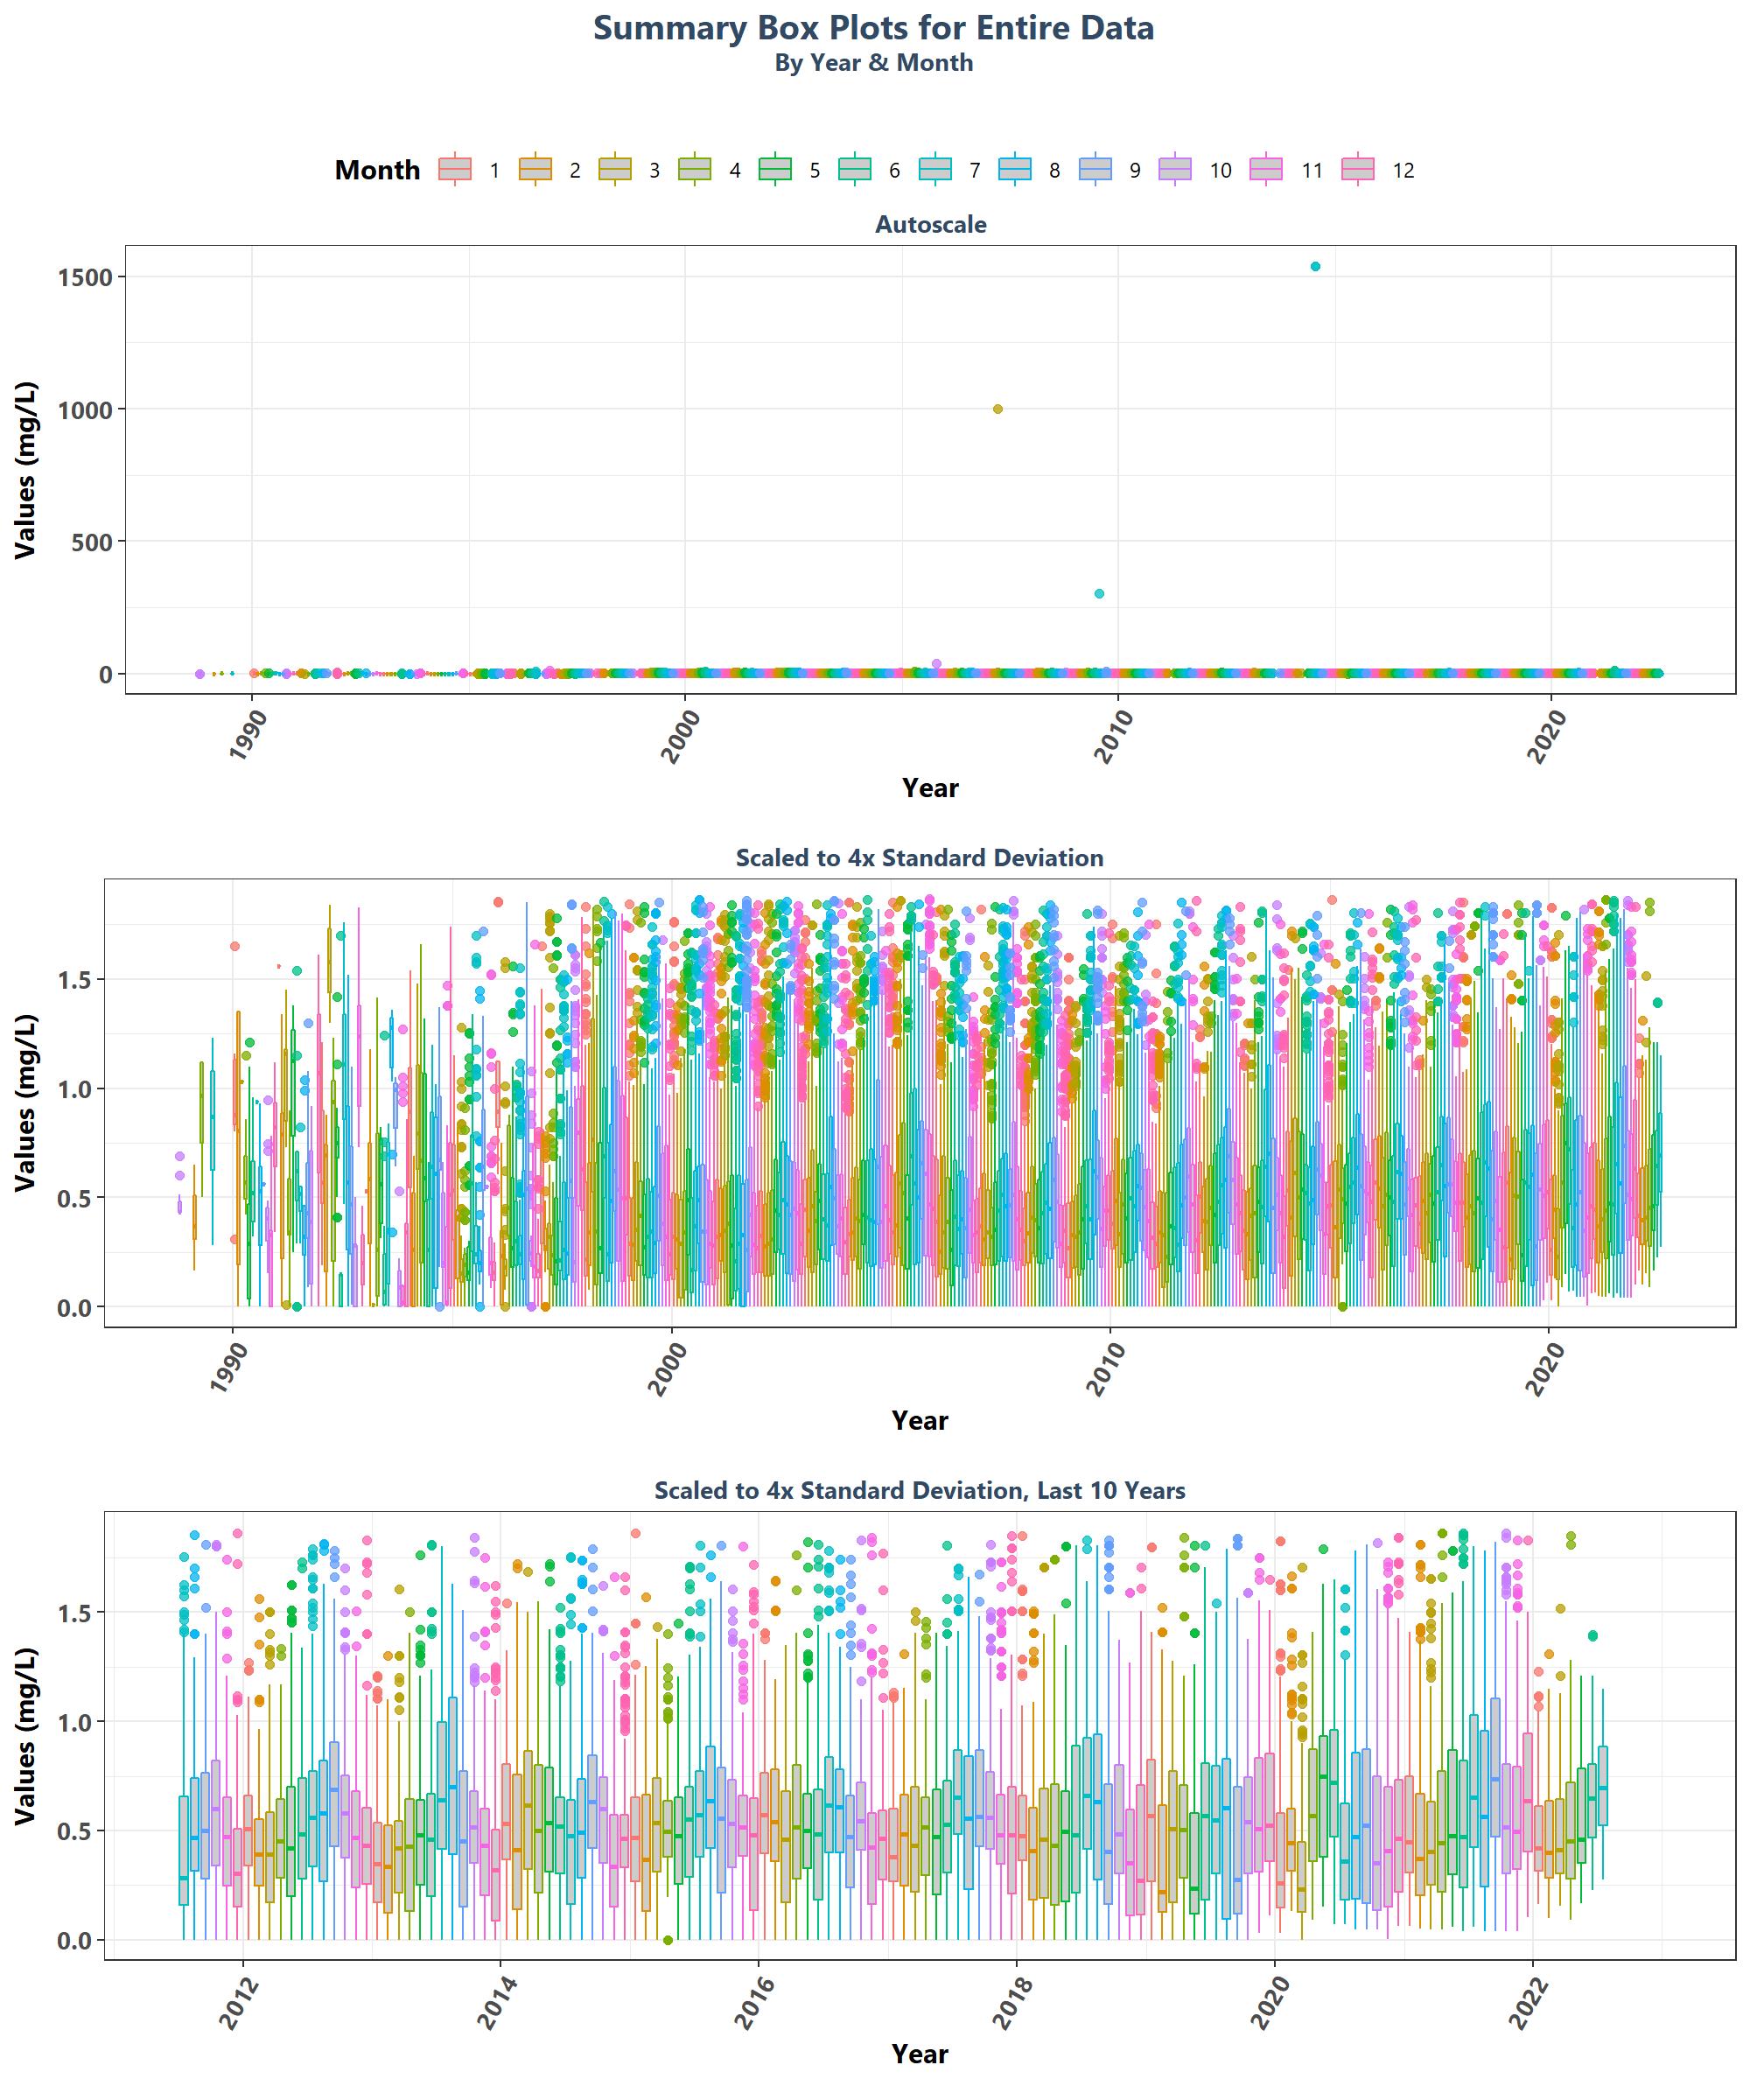 Summary Box Plots for Entire Data
By Year & Month
Month 1 2 3 4 5 6 7 8 9 10 11 12
Autoscale
Values (mg/L)
1500
1000
500
0
1990 2000 2010 2020
Year
Scaled to 4x Standard Deviation
Values (mg/L)
1.5
1.0
0.5
0.0
1990 2000 2010 2020
Year
Scaled to 4x Standard Deviation, Last 10 Years
Values (mg/L)
1.5
1.0
0.5
0.0
2012 2014 2016 2018 2020 2022
Year